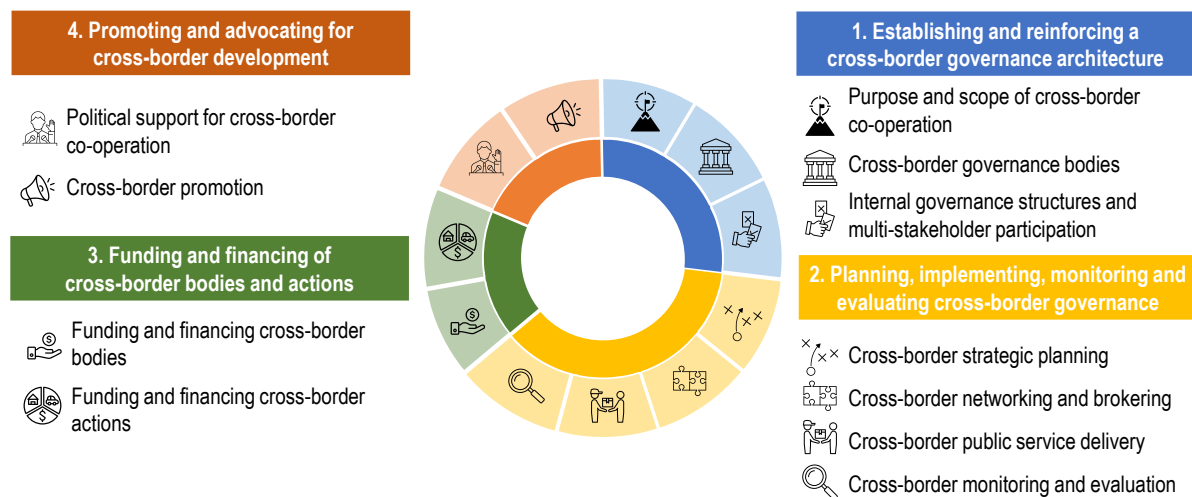 4. Promoting and advocating for
cross-border development
Political support for cross-border
co-operation
Cross-border promotion
3. Funding and financing of
cross-border bodies and actions
Funding and financing cross-border
bodies
Funding and financing cross-border
actions
1. Establishing and reinforcing a
cross-border governance architecture
Purpose and scope of cross-border
co-operation
Cross-border governance bodies
Internal governance structures and
multi-stakeholder participation
2. Planning, implementing, monitoring and
evaluating cross-border governance
Cross-border strategic planning
Cross-border networking and brokering
Cross-border public service delivery
Cross-border monitoring and evaluation